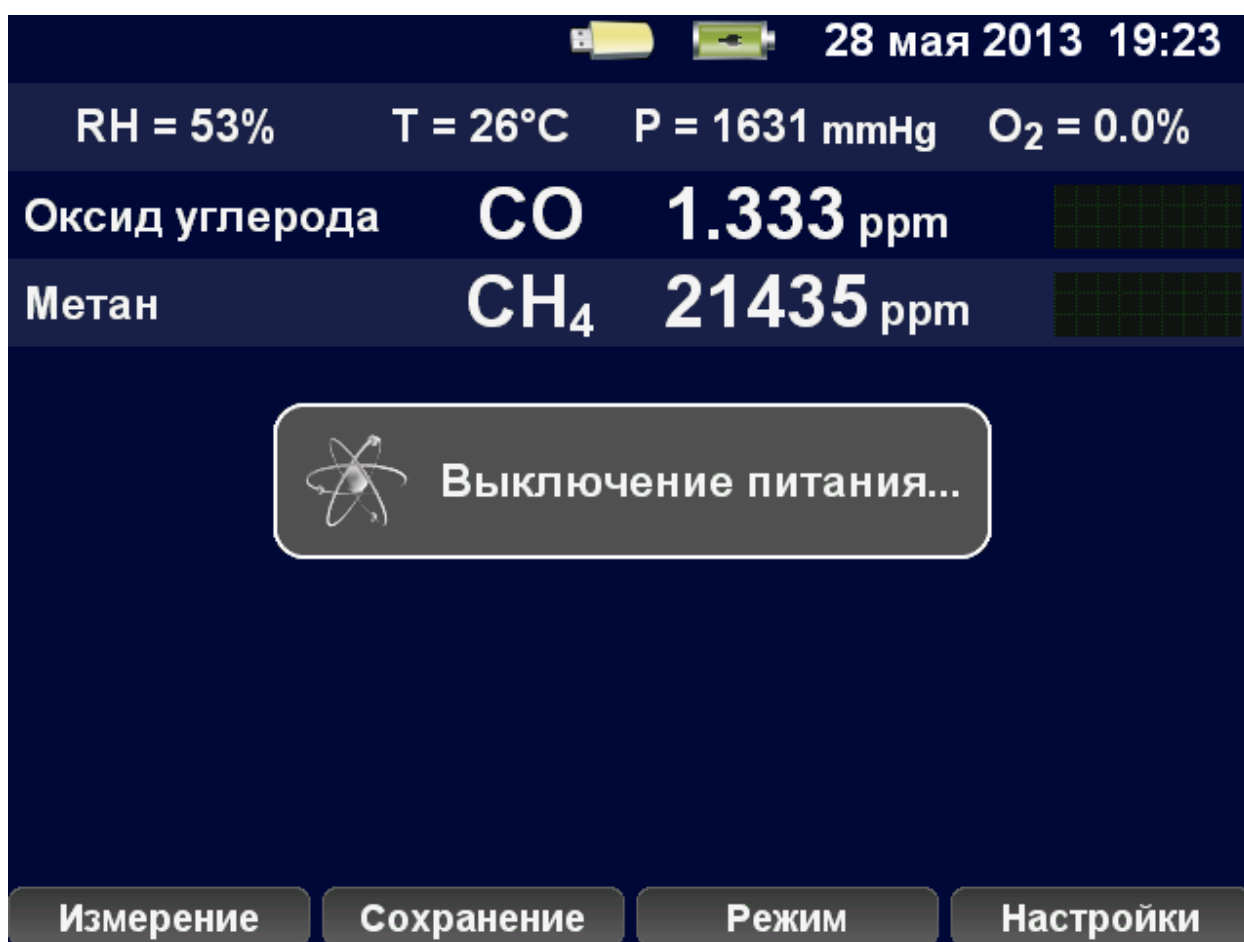 28 мая 2013 19:23
RH = 53% T = 26°C P = 1631 mmHg O₂ = 0.0%
Оксид углерода CO 1.333 ppm
Метан CH₄ 21435 ppm
Выключение питания...
Измерение Сохранение Режим Настройки